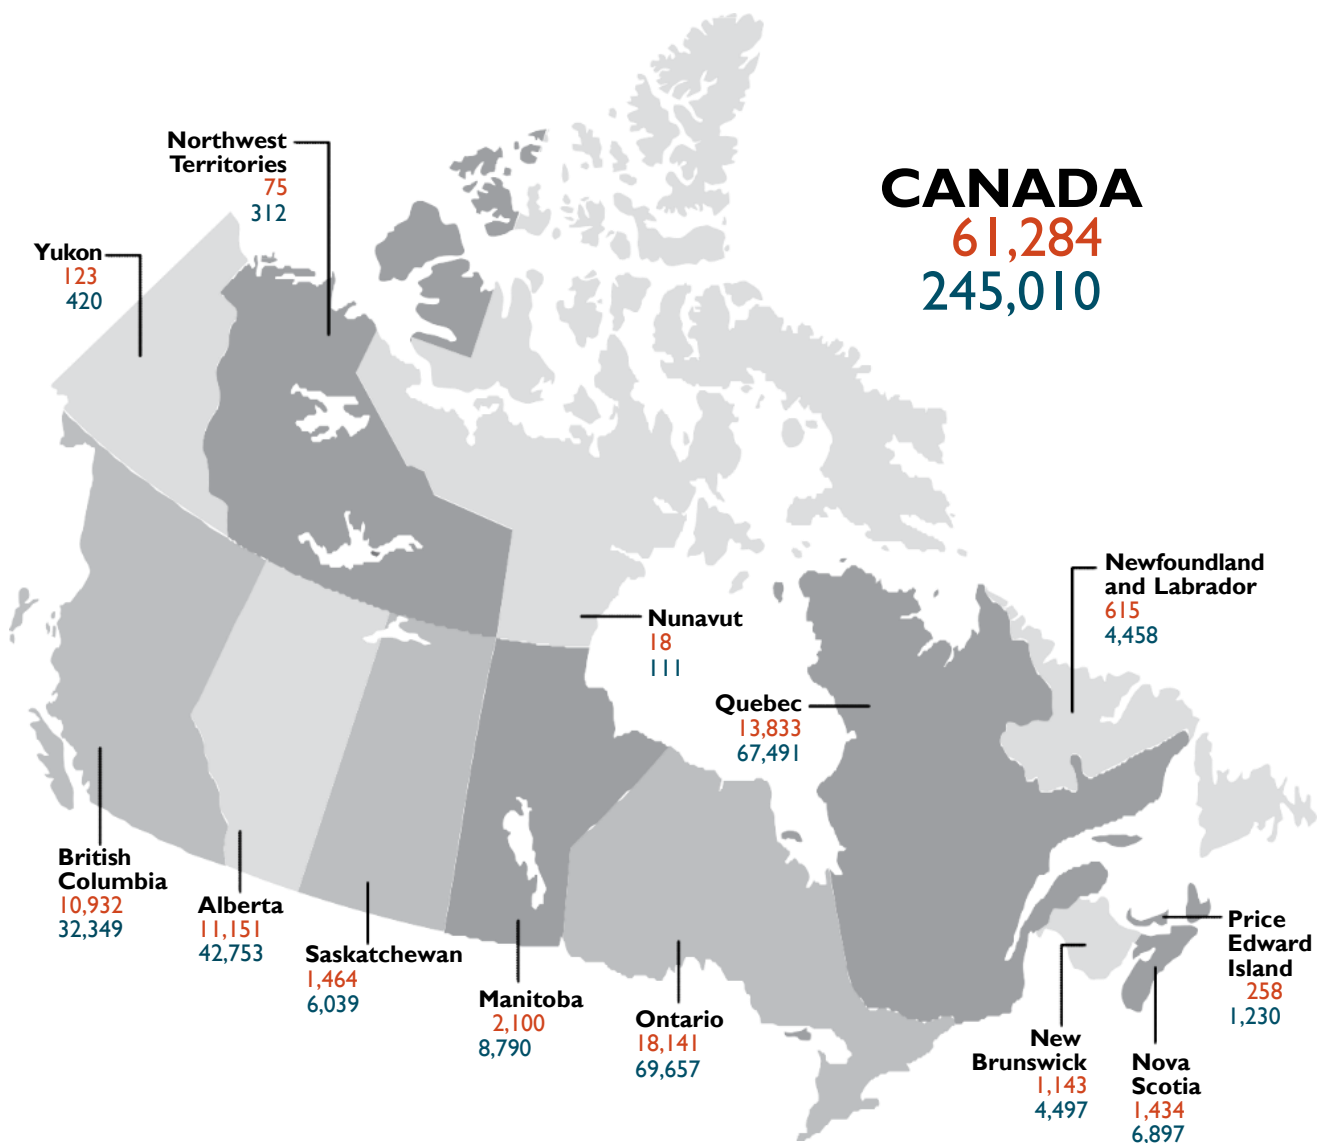 CANADA
61,284
245,010
Northwest
Territories
75
312
Yukon
123
420
Newfoundland
and Labrador
615
4,458
Nunavut
18
111
Quebec
13,833
67,491
British
Columbia
10,932
32,349
Alberta
11,151
42,753
Saskatchewan
1,464
6,039
Manitoba
2,100
8,790
Ontario
18,141
69,657
Price
Edward
Island
258
1,230
New
Brunswick
1,143
4,497
Nova
Scotia
1,434
6,897